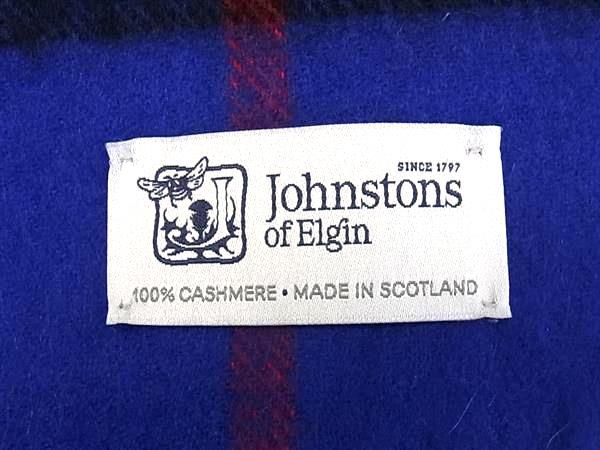 SINCE 1797
Johnstons
of Elgin
100% CASHMERE • MADE IN SCOTLAND